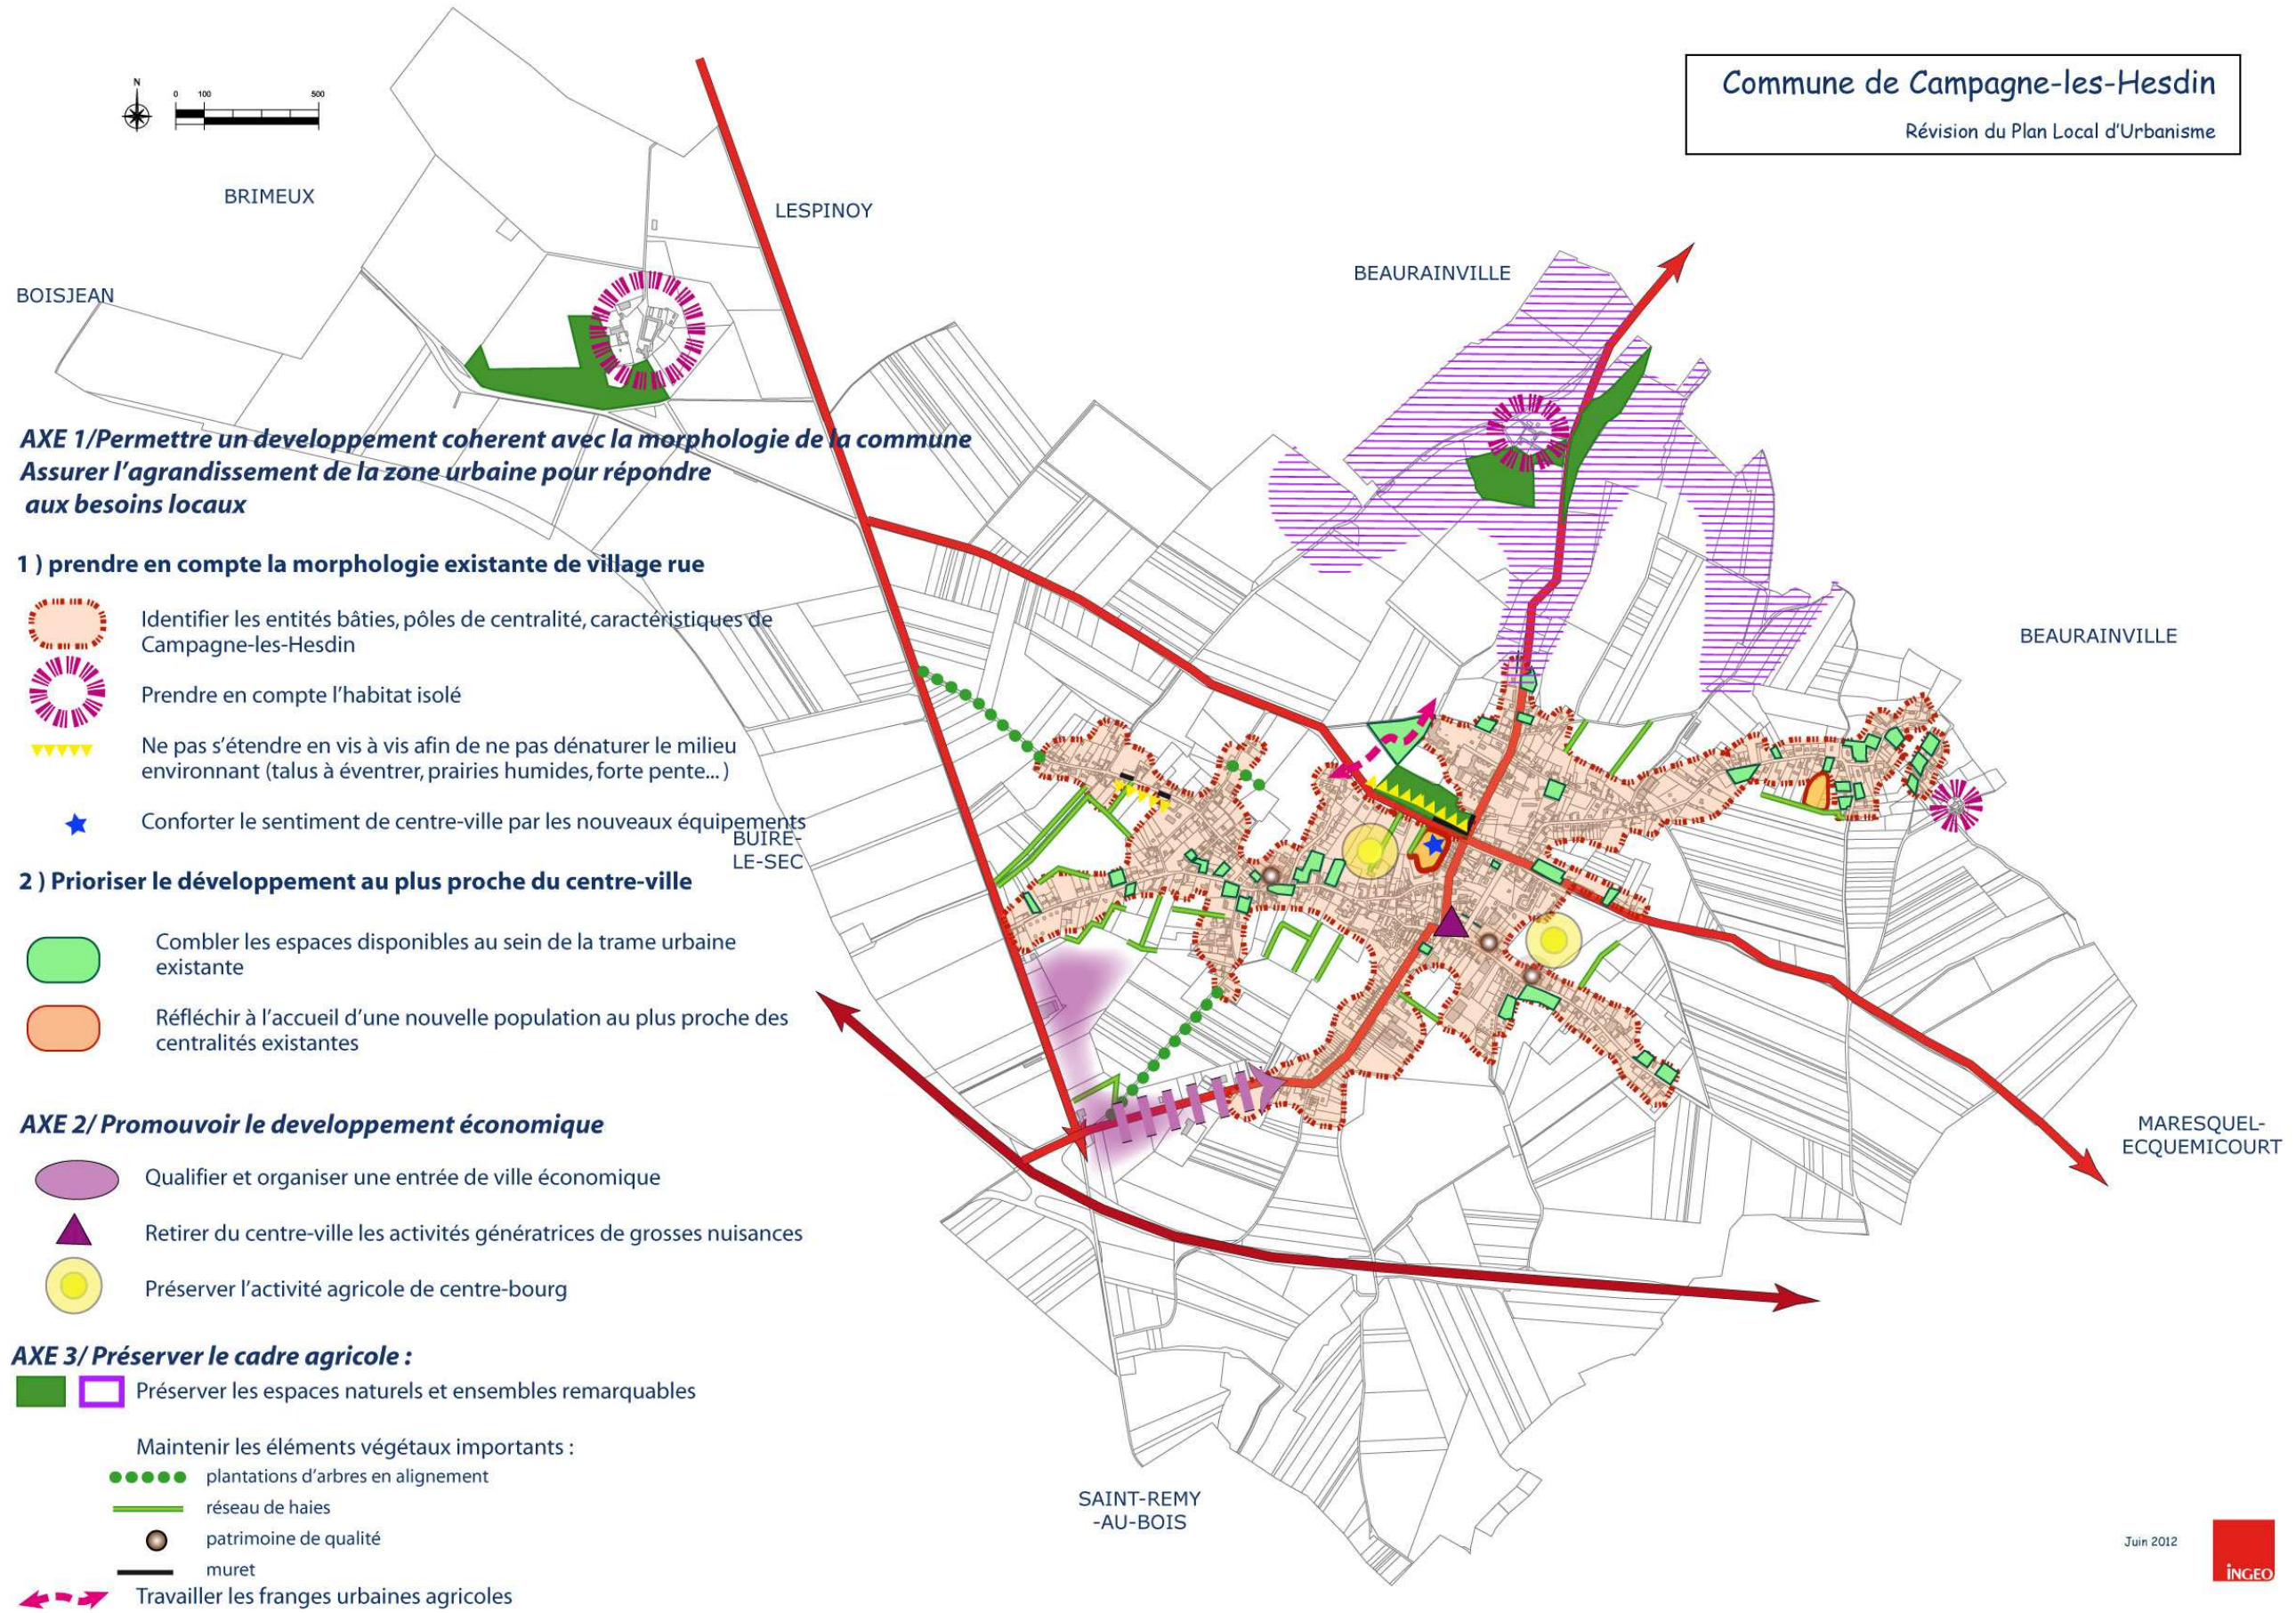 Commune de Campagne-les-Hesdin
Révision du Plan Local d'Urbanisme
N
0 100 500
BRIMEUX
LESPINOY
BOISJEAN
BEAURAINVILLE
BEAURAINVILLE
BUIRE-
LE-SEC
MARESQUEL-
ECQUEMICOURT
SAINT-REMY
-AU-BOIS
AXE 1/Permettre un developpement coherent avec la morphologie de la commune
Assurer l'agrandissement de la zone urbaine pour répondre
aux besoins locaux
1 ) prendre en compte la morphologie existante de village rue
Identifier les entités bâties, pôles de centralité, caractéristiques de
Campagne-les-Hesdin
Prendre en compte l'habitat isolé
Ne pas s'étendre en vis à vis afin de ne pas dénaturer le milieu
environnant (talus à éventrer, prairies humides, forte pente... )
Conforter le sentiment de centre-ville par les nouveaux équipements
2 ) Prioriser le développement au plus proche du centre-ville
Combler les espaces disponibles au sein de la trame urbaine
existante
Réfléchir à l'accueil d'une nouvelle population au plus proche des
centralités existantes
AXE 2/ Promouvoir le developpement économique
Qualifier et organiser une entrée de ville économique
Retirer du centre-ville les activités génératrices de grosses nuisances
Préserver l'activité agricole de centre-bourg
AXE 3/ Préserver le cadre agricole :
Préserver les espaces naturels et ensembles remarquables
Maintenir les éléments végétaux importants :
plantations d'arbres en alignement
réseau de haies
patrimoine de qualité
muret
Travailler les franges urbaines agricoles
Juin 2012
INGEO